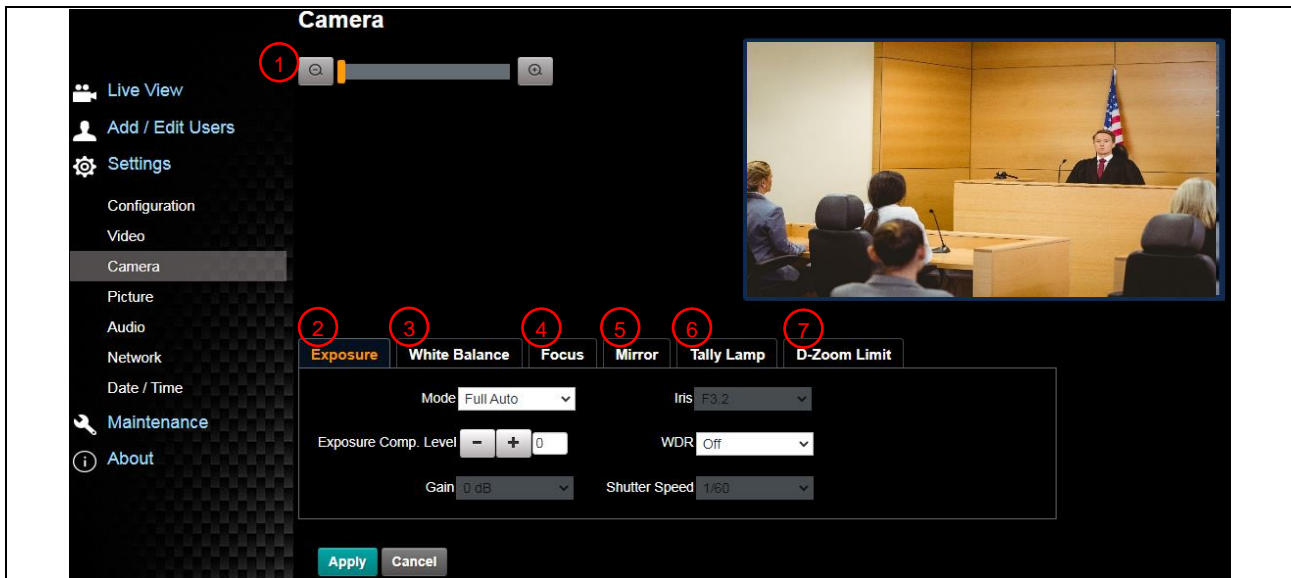 Camera
1
Live View
Add / Edit Users
Settings
Configuration
Video
Camera
Picture
Audio
Network
Date / Time
Maintenance
About
2 3 4 5 6 7
Exposure White Balance Focus Mirror Tally Lamp D-Zoom Limit
Mode Full Auto Iris F3.2
Exposure Comp. Level - + 0 WDR Off
Gain 0 dB Shutter Speed 1/60
Apply Cancel